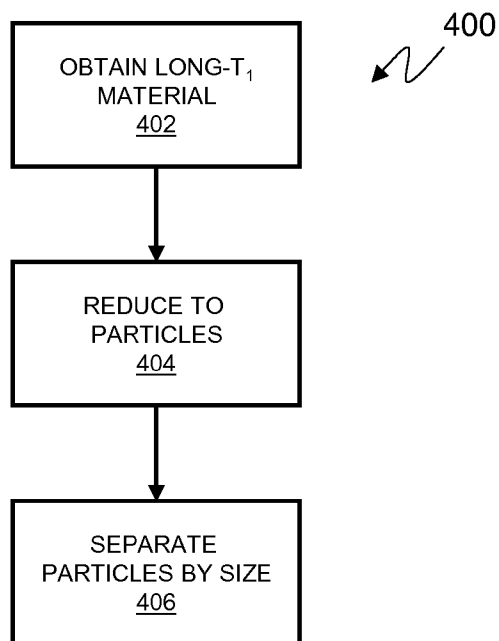 400
OBTAIN LONG-T₁
MATERIAL
402
REDUCE TO
PARTICLES
404
SEPARATE
PARTICLES BY SIZE
406